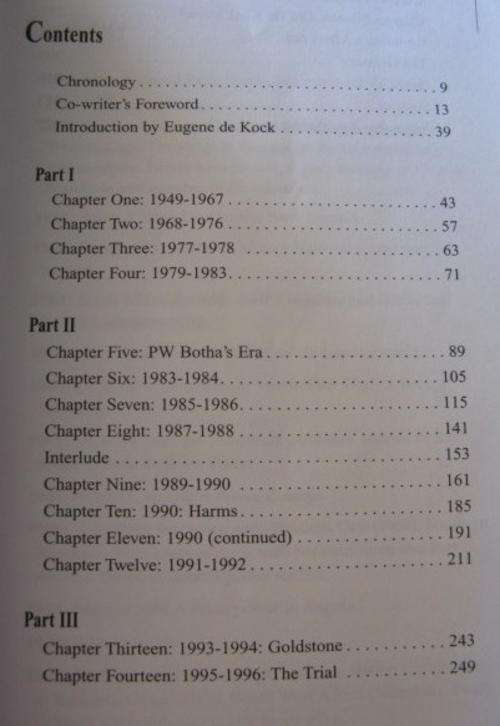 Contents
Chronology . . . . . . . . . . . . . . . . . . . . . . . . . . . . . . . 9
Co-writer's Foreword . . . . . . . . . . . . . . . . . . . . . . . . 13
Introduction by Eugene de Kock . . . . . . . . . . . . . . . . 39
Part I
Chapter One: 1949-1967 . . . . . . . . . . . . . . . . . . . . . . 43
Chapter Two: 1968-1976 . . . . . . . . . . . . . . . . . . . . . . 57
Chapter Three: 1977-1978 . . . . . . . . . . . . . . . . . . . . 63
Chapter Four: 1979-1983 . . . . . . . . . . . . . . . . . . . . . . 71
Part II
Chapter Five: PW Botha's Era . . . . . . . . . . . . . . . . . . 89
Chapter Six: 1983-1984 . . . . . . . . . . . . . . . . . . . . . . 105
Chapter Seven: 1985-1986 . . . . . . . . . . . . . . . . . . . . 115
Chapter Eight: 1987-1988 . . . . . . . . . . . . . . . . . . . . 141
Interlude . . . . . . . . . . . . . . . . . . . . . . . . . . . . . . . . 153
Chapter Nine: 1989-1990 . . . . . . . . . . . . . . . . . . . . 161
Chapter Ten: 1990: Harms . . . . . . . . . . . . . . . . . . . . 185
Chapter Eleven: 1990 (continued) . . . . . . . . . . . . . . 191
Chapter Twelve: 1991-1992 . . . . . . . . . . . . . . . . . . . 211
Part III
Chapter Thirteen: 1993-1994: Goldstone . . . . . . . . . . 243
Chapter Fourteen: 1995-1996: The Trial . . . . . . . . . . 249